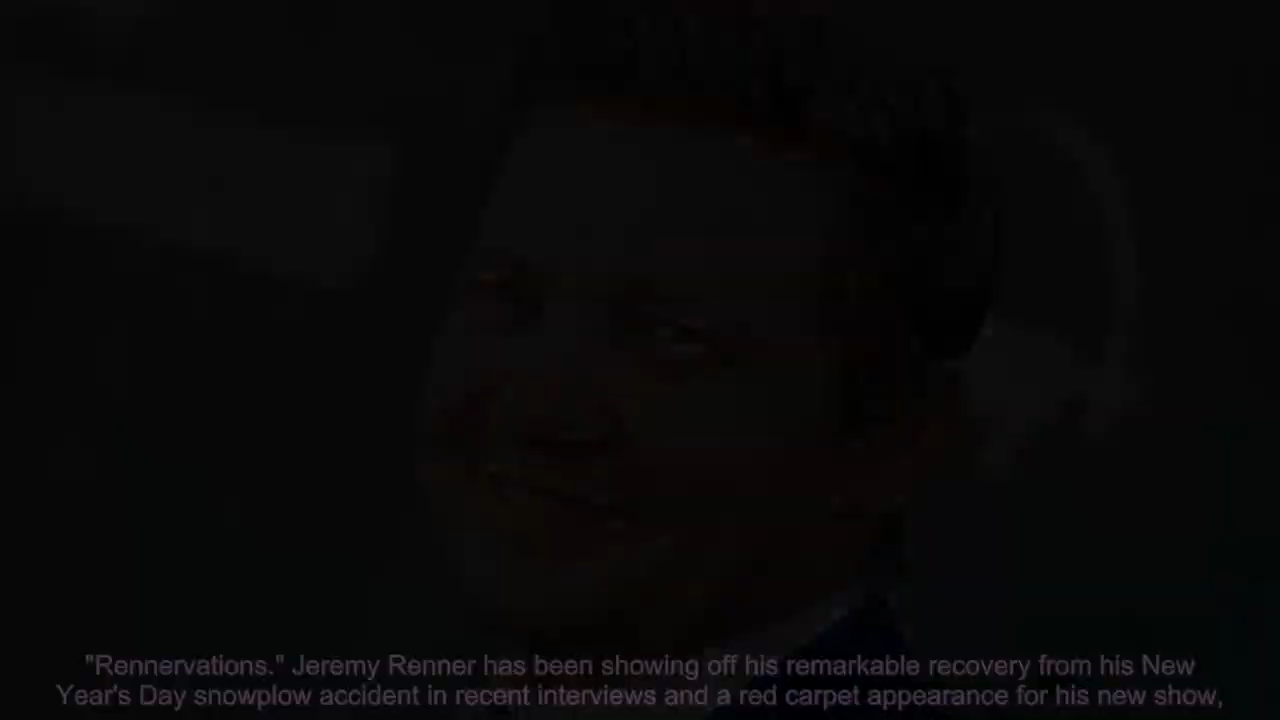 "Rennervations." Jeremy Renner has been showing off his remarkable recovery from his New
Year's Day snowplow accident in recent interviews and a red carpet appearance for his new show,